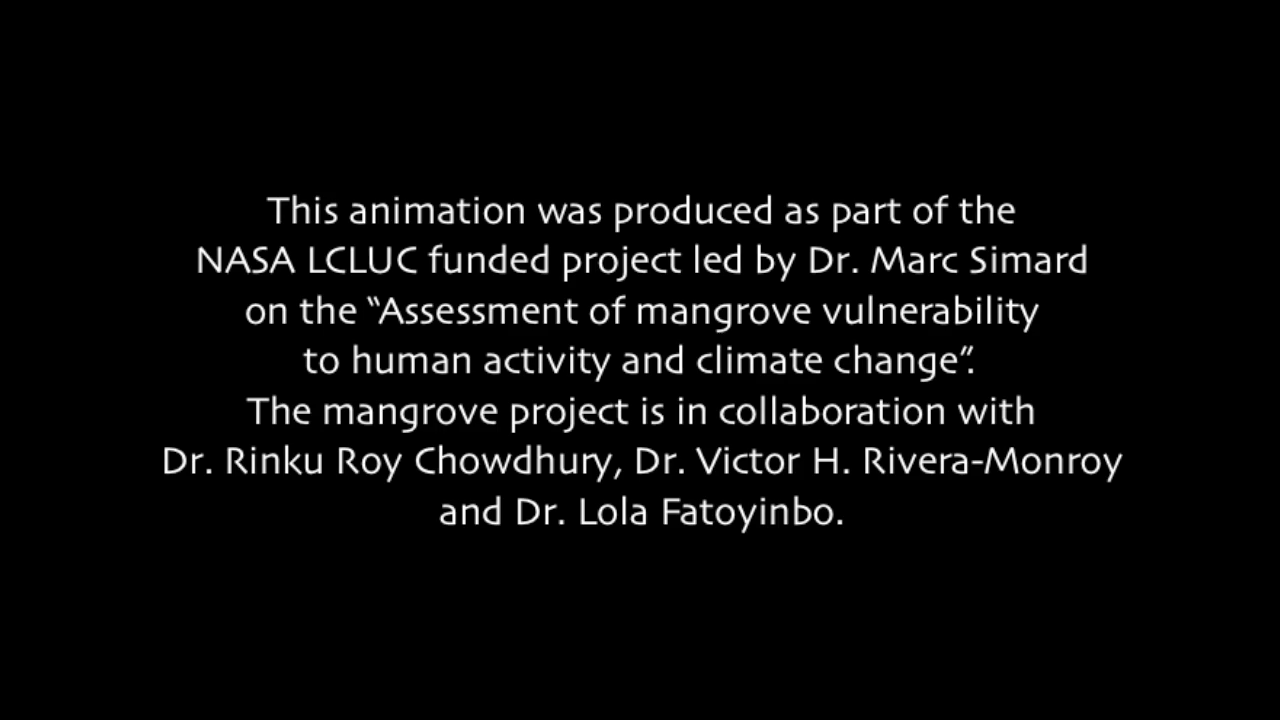 This animation was produced as part of the
NASA LCLUC funded project led by Dr. Marc Simard
on the “Assessment of mangrove vulnerability
to human activity and climate change”.
The mangrove project is in collaboration with
Dr. Rinku Roy Chowdhury, Dr. Victor H. Rivera-Monroy
and Dr. Lola Fatoyinbo.